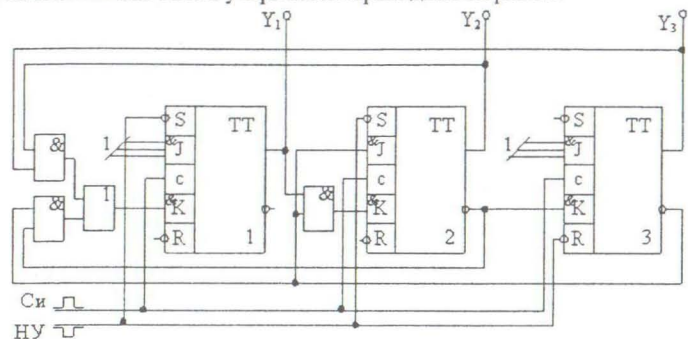 Y1 Y2 Y3
S TT S TT S TT
& & &
& 1 J J 1 J
c c c
& 1 & K & & K & K
R 1 R 2 R 3
Си
НУ